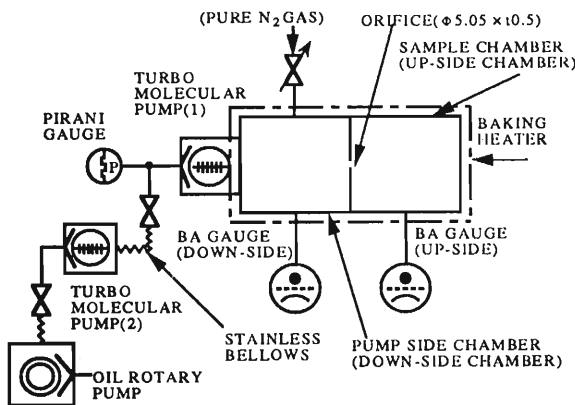 (PURE N₂GAS)
ORIFICE(Φ5.05 × t0.5)
SAMPLE CHAMBER
(UP-SIDE CHAMBER)
TURBO
MOLECULAR
PUMP(1)
PIRANI
GAUGE
P
BAKING
HEATER
BA GAUGE
(DOWN-SIDE)
BA GAUGE
(UP-SIDE)
TURBO
MOLECULAR
PUMP(2)
STAINLESS
BELLOWS
PUMP SIDE CHAMBER
(DOWN-SIDE CHAMBER)
OIL ROTARY
PUMP